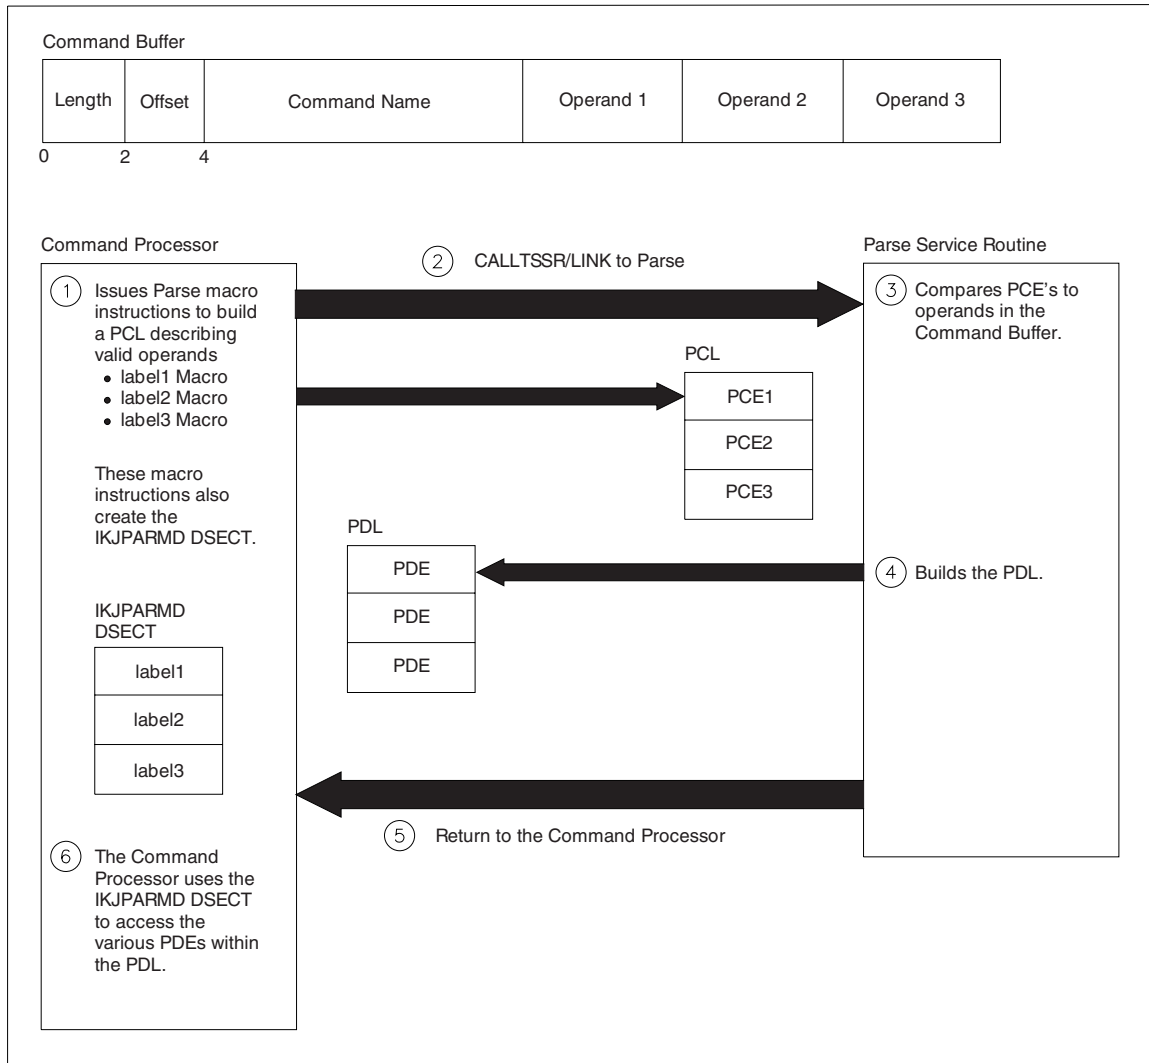 Command Buffer
Length Offset Command Name Operand 1 Operand 2 Operand 3
0 2 4
Command Processor
1 Issues Parse macro
instructions to build
a PCL describing
valid operands
• label1 Macro
• label2 Macro
• label3 Macro
These macro
instructions also
create the
IKJPARMD DSECT.
IKJPARMD
DSECT
label1
label2
label3
6 The Command
Processor uses the
IKJPARMD DSECT
to access the
various PDEs within
the PDL.
2 CALLTSSR/LINK to Parse
PCL
PCE1
PCE2
PCE3
PDL
PDE
PDE
PDE
5 Return to the Command Processor
Parse Service Routine
3 Compares PCE's to
operands in the
Command Buffer.
4 Builds the PDL.